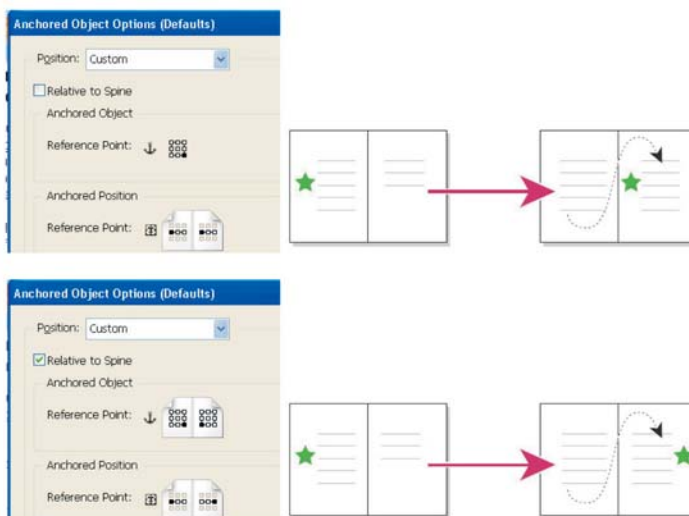 Anchored Object Options (Defaults)
Position: Custom
Relative to Spine
Anchored Object
Reference Point:
Anchored Position
Reference Point:
Anchored Object Options (Defaults)
Position: Custom
Relative to Spine
Anchored Object
Reference Point:
Anchored Position
Reference Point: